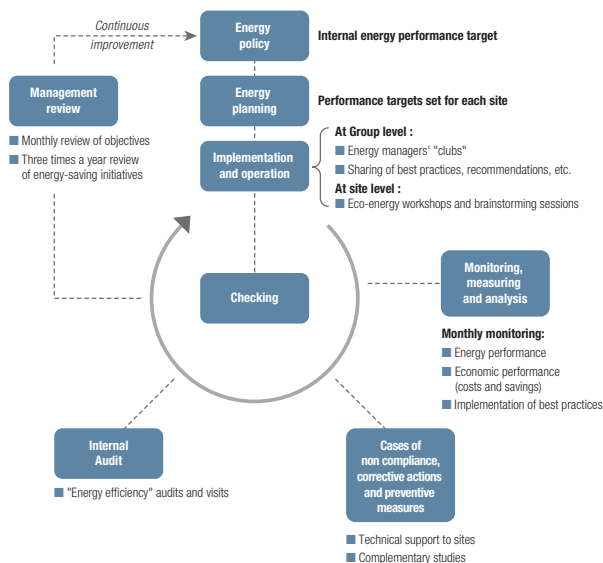 Continuous
improvement
Energy
policy
Internal energy performance target
Management
review
Energy
planning
Performance targets set for each site
Monthly review of objectives
Three times a year review
of energy-saving initiatives
Implementation
and operation
At Group level :
Energy managers' "clubs"
Sharing of best practices, recommendations, etc.
At site level :
Eco-energy workshops and brainstorming sessions
Checking
Monitoring,
measuring
and analysis
Monthly monitoring:
Energy performance
Economic performance
(costs and savings)
Implementation of best practices
Internal
Audit
"Energy efficiency" audits and visits
Cases of
non compliance,
corrective actions
and preventive
measures
Technical support to sites
Complementary studies